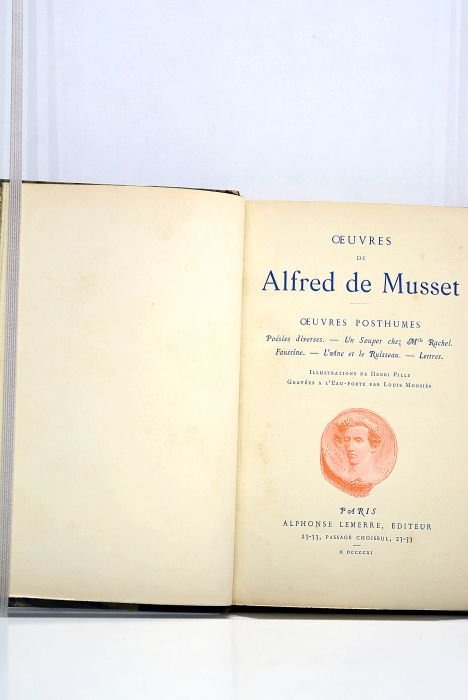 ŒUVRES
DE
Alfred de Musset
ŒUVRES POSTHUMES
Poésies diverses. — Un Souper chez Mlle Rachel.
Faustine. — L'Ane et le Ruisseau. — Lettres.
ILLUSTRATIONS DE HENRI PILLE
GRAVÉES A L'EAU-FORTE PAR LOUIS MONZIÈS
PARIS
ALPHONSE LEMERRE, ÉDITEUR
23-33, PASSAGE CHOISEUL, 23-33
M DCCCCXI